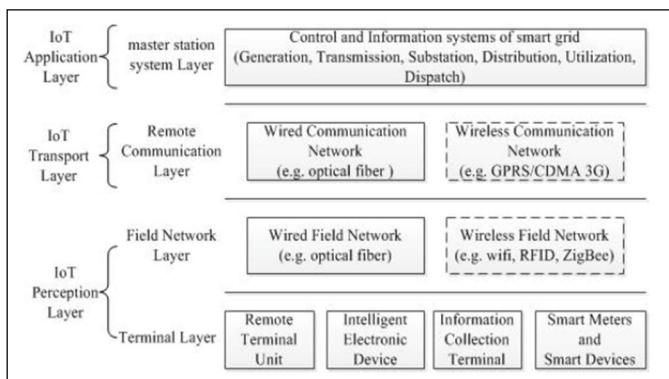 IoT
Application
Layer
master station
system Layer
Control and Information systems of smart grid
(Generation, Transmission, Substation, Distribution, Utilization,
Dispatch)
IoT
Transport
Layer
Remote
Communication
Layer
Wired Communication
Network
(e.g. optical fiber )
Wireless Communication
Network
(e.g. GPRS/CDMA 3G)
IoT
Perception
Layer
Field Network
Layer
Wired Field Network
(e.g. optical fiber)
Wireless Field Network
(e.g. wifi, RFID, ZigBee)
Terminal Layer
Remote
Terminal
Unit
Intelligent
Electronic
Device
Information
Collection
Terminal
Smart Meters
and
Smart Devices